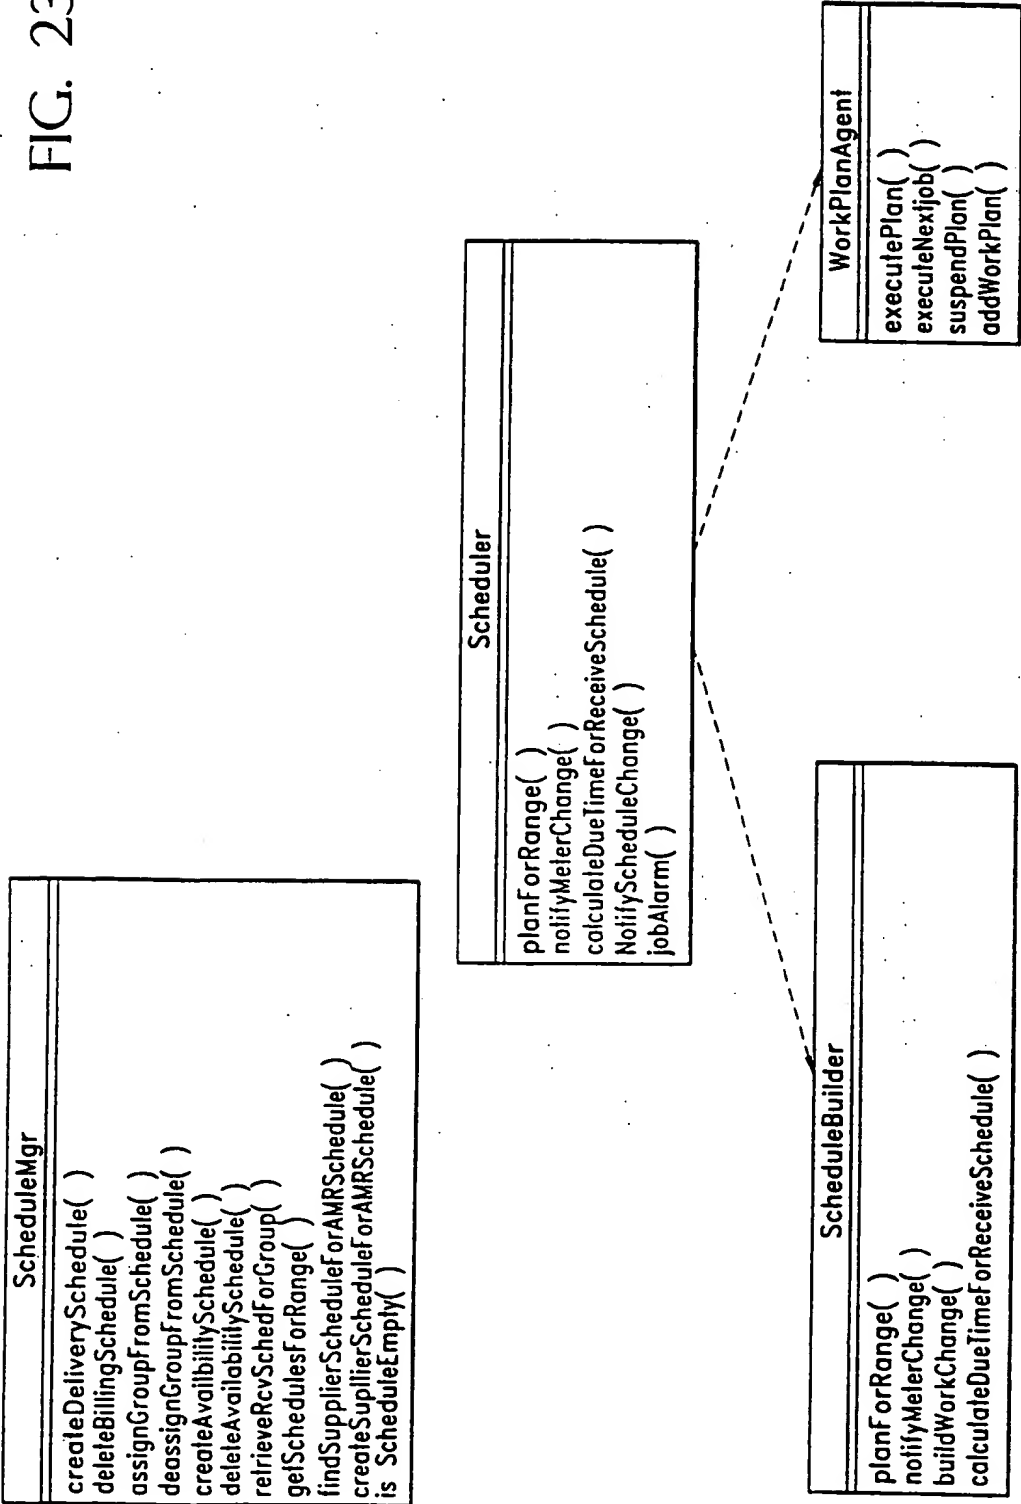 FIG. 23
ScheduleMgr
createDeliverySchedule( )
deleteBillingSchedule( )
assignGroupFromSchedule( )
deassignGroupFromSchedule( )
createAvailbilitySchedule( )
deleteAvailabilitySchedule( )
retrieveRcvSchedForGroup( )
getSchedulesForRange( )
findSupplierScheduleForAMRSchedule( )
createSupllierScheduleForAMRSchedule( )
is ScheduleEmpty( )
Scheduler
planForRange( )
notifyMeterChange( )
calculateDueTimeForReceiveSchedule( )
NotifyScheduleChange( )
jobAlarm( )
ScheduleBuilder
planForRange( )
notifyMeterChange( )
buildWorkChange( )
calculateDueTimeForReceiveSchedule( )
WorkPlanAgent
executePlan( )
executeNextjob( )
suspendPlan( )
addWorkPlan( )